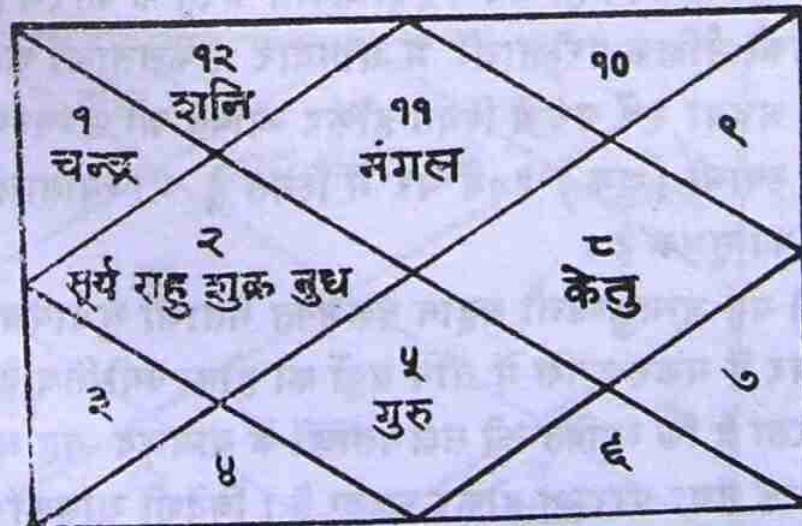 १२
शनि
१०
१
चन्द्र
११
मंगल
९
२
सूर्य राहु शुक्र बुध
८
केतु
३
५
गुरु
७
४
६